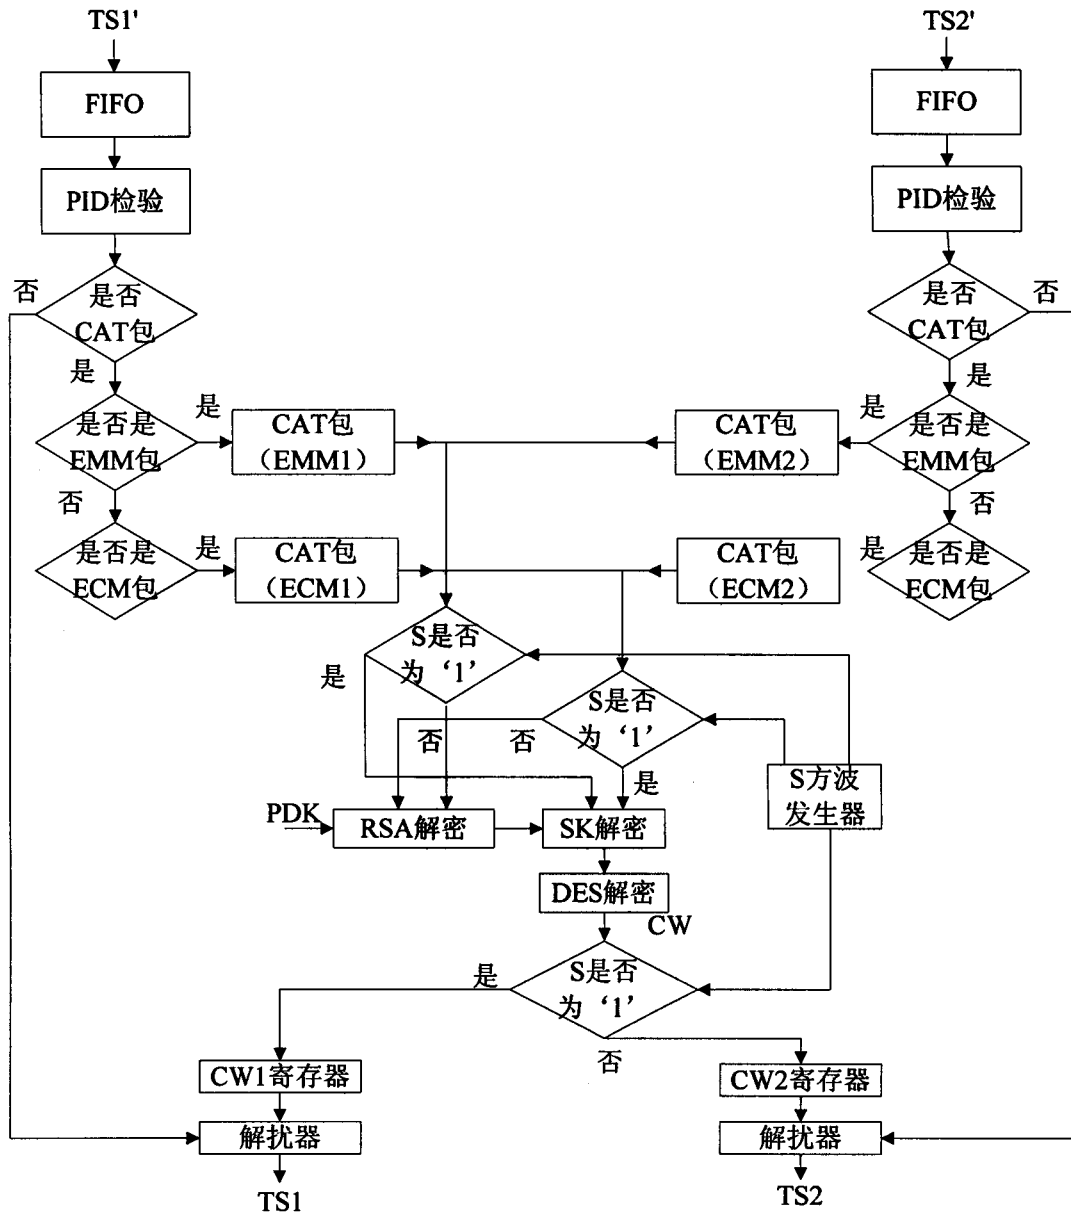 TS1'
TS2'
FIFO
FIFO
PID检验
PID检验
否
是否
CAT包
是否
CAT包
否
是
是
是否是
EMM包
是
CAT包
（EMM1）
CAT包
（EMM2）
是
是否是
EMM包
否
否
是否是
ECM包
是
CAT包
（ECM1）
CAT包
（ECM2）
是
是否是
ECM包
S是否
为‘1’
是
S是否
为‘1’
否
否
是
S方波
发生器
PDK
RSA解密
SK解密
DES解密
CW
S是否
为‘1’
是
否
CW1寄存器
CW2寄存器
解扰器
解扰器
TS1
TS2